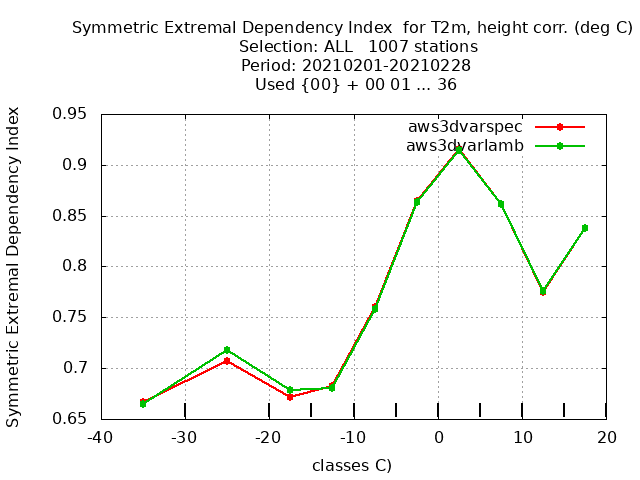 Symmetric Extremal Dependency Index  for T2m, height corr. (deg C)
Selection: ALL   1007 stations
Period: 20210201-20210228
Used {00} + 00 01 ... 36
Symmetric Extremal Dependency Index
0.95
0.9
0.85
0.8
0.75
0.7
0.65
aws3dvarspec
aws3dvarlamb
-40 -30 -20 -10 0 10 20
classes C)